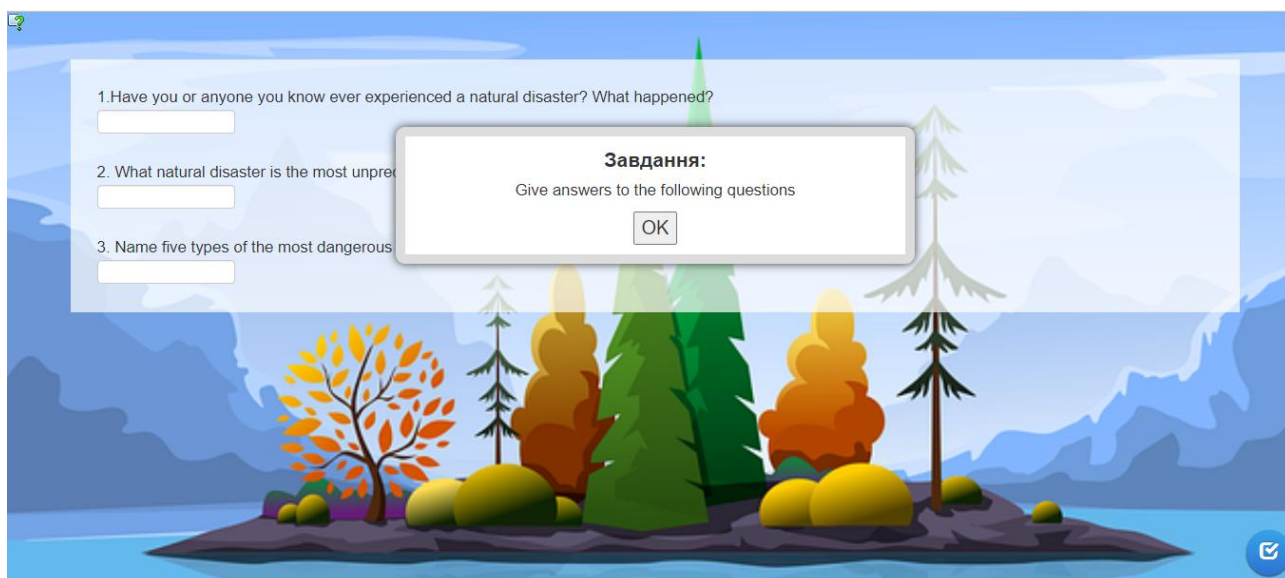 1.Have you or anyone you know ever experienced a natural disaster? What happened?
2. What natural disaster is the most
3. Name five types of the most dangerous
Завдання:
Give answers to the following questions
OK